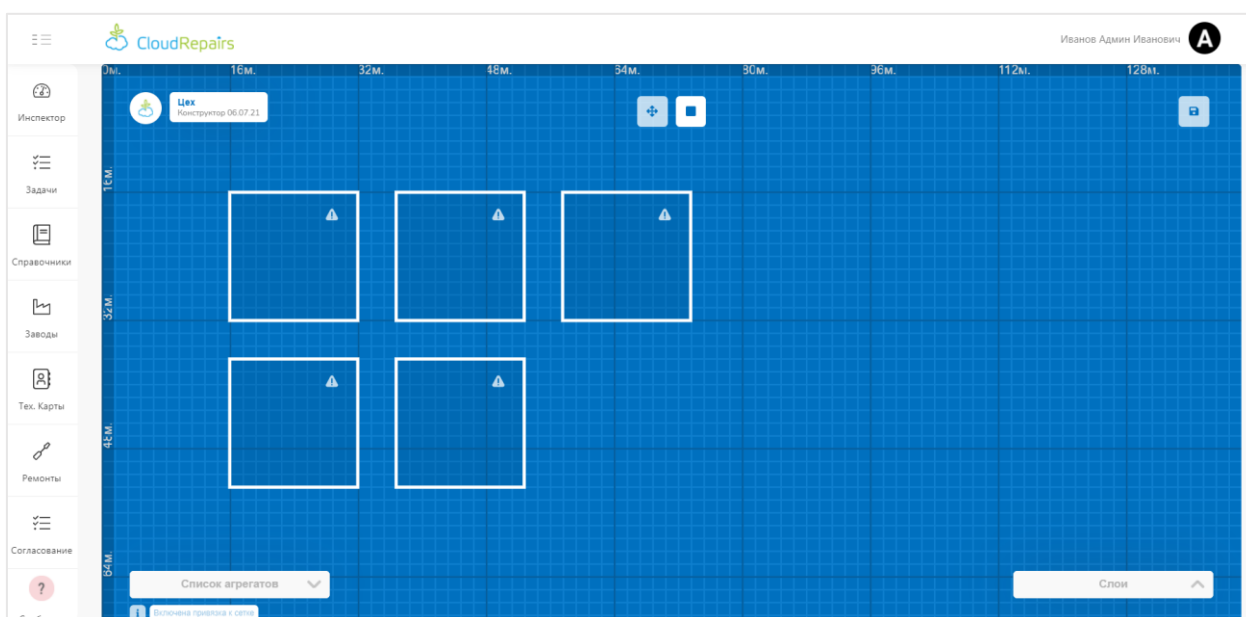 CloudRepairs
Иванов Админ Иванович
A
0м. 16м. 32м. 48м. 64м. 80м. 96м. 112м. 128м.
Инспектор
Цех
Конструктор 06.07.21
Задачи
16м.
Справочники
32м.
Заводы
Тех. Карты
48м.
Ремонты
Согласование
64м.
?
Список агрегатов
Слои
i Включена привязка к сетке